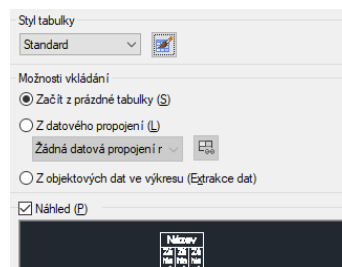 Styl tabulky
Standard
Možnosti vkládání
Začít z prázdné tabulky (S)
Z datového propojení (L)
Žádná datová propojení r
Z objektových dat ve výkresu (Extrakce dat)
Náhled (P)
Název